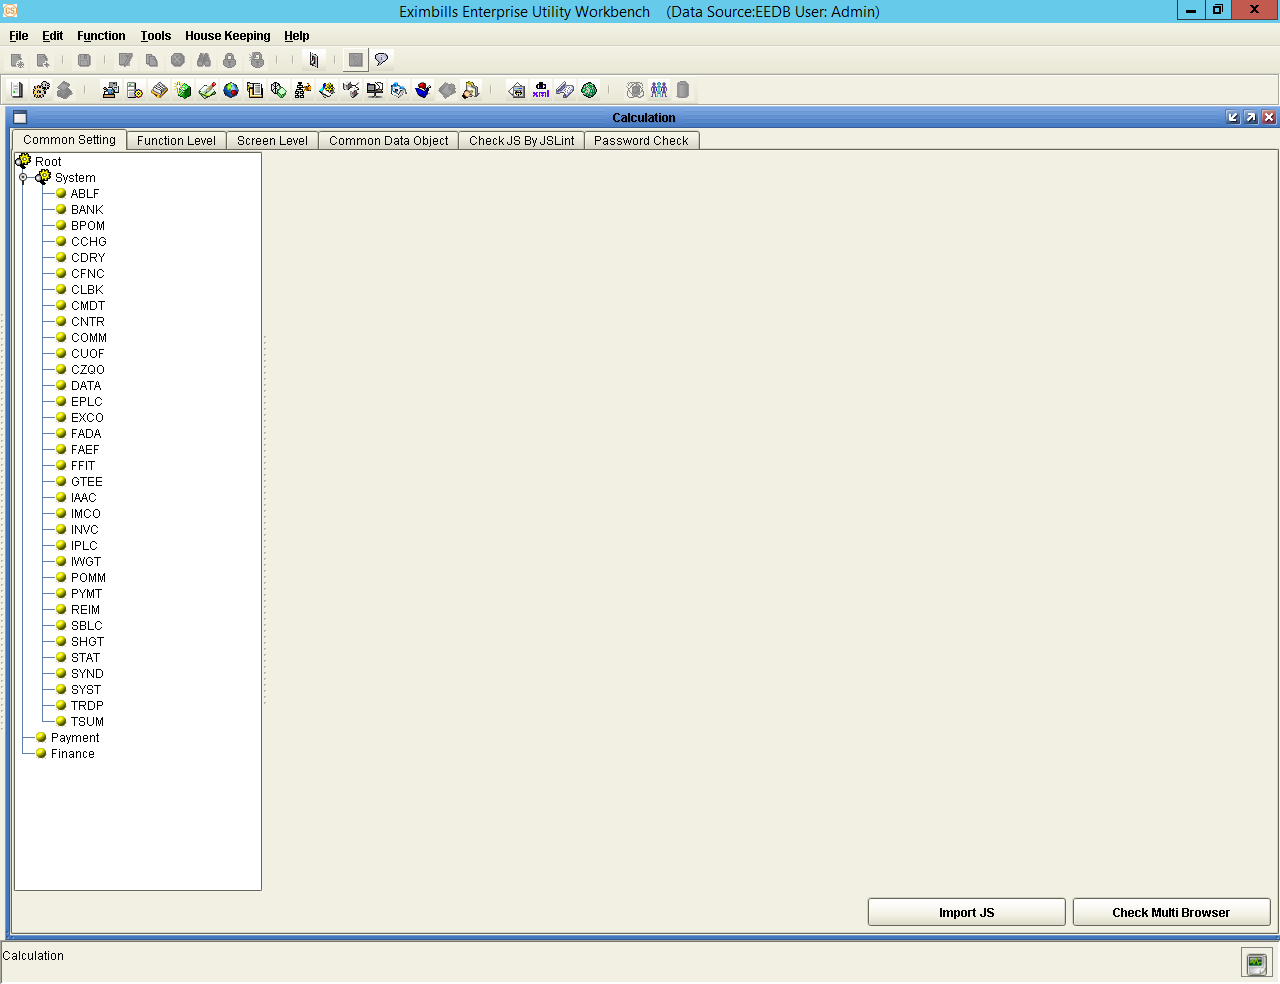 Eximbills Enterprise Utility Workbench (Data Source:EEDB User: Admin)
File Edit Function Tools House Keeping Help
Calculation
Common Setting Function Level Screen Level Common Data Object Check JS By JSLint Password Check
Root
System
ABLF
BANK
BPOM
CCHG
CDRY
CFNC
CLBK
CMDT
CNTR
COMM
CUOF
CZQO
DATA
EPLC
EXCO
FADA
FAEF
FFIT
GTEE
IAAC
IMCO
INVC
IPLC
IWGT
POMM
PYMT
REIM
SBLC
SHGT
STAT
SYND
SYST
TRDP
TSUM
Payment
Finance
Import JS Check Multi Browser
Calculation